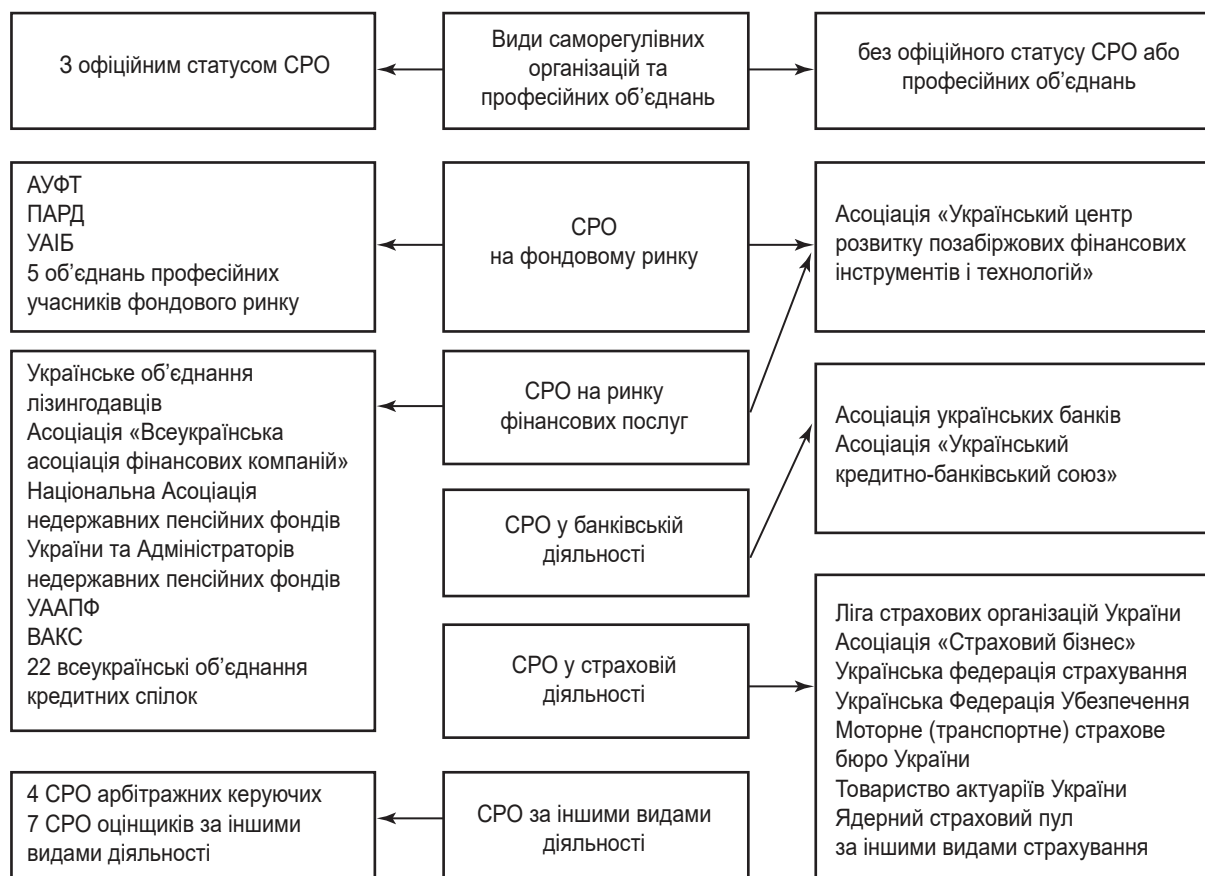 З офіційним статусом СРО
Види саморегулівних
організацій та
професійних об’єднань
без офіційного статусу СРО або
професійних об’єднань
АУФТ
ПАРД
УАІБ
5 об’єднань професійних
учасників фондового ринку
СРО
на фондовому ринку
Асоціація «Український центр
розвитку позабіржових фінансових
інструментів і технологій»
Українське об’єднання
лізингодавців
Асоціація «Всеукраїнська
асоціація фінансових компаній»
Національна Асоціація
недержавних пенсійних фондів
України та Адміністраторів
недержавних пенсійних фондів
УААПФ
ВАКС
22 всеукраїнські об’єднання
кредитних спілок
СРО на ринку
фінансових послуг
Асоціація українських банків
Асоціація «Український
кредитно-банківський союз»
СРО у банківській
діяльності
СРО у страховій
діяльності
Ліга страхових організацій України
Асоціація «Страховий бізнес»
Українська федерація страхування
Українська Федерація Убезпечення
Моторне (транспортне) страхове
бюро України
Товариство актуаріїв України
Ядерний страховий пул
за іншими видами страхування
4 СРО арбітражних керуючих
7 СРО оцінщиків за іншими
видами діяльності
СРО за іншими видами
діяльності